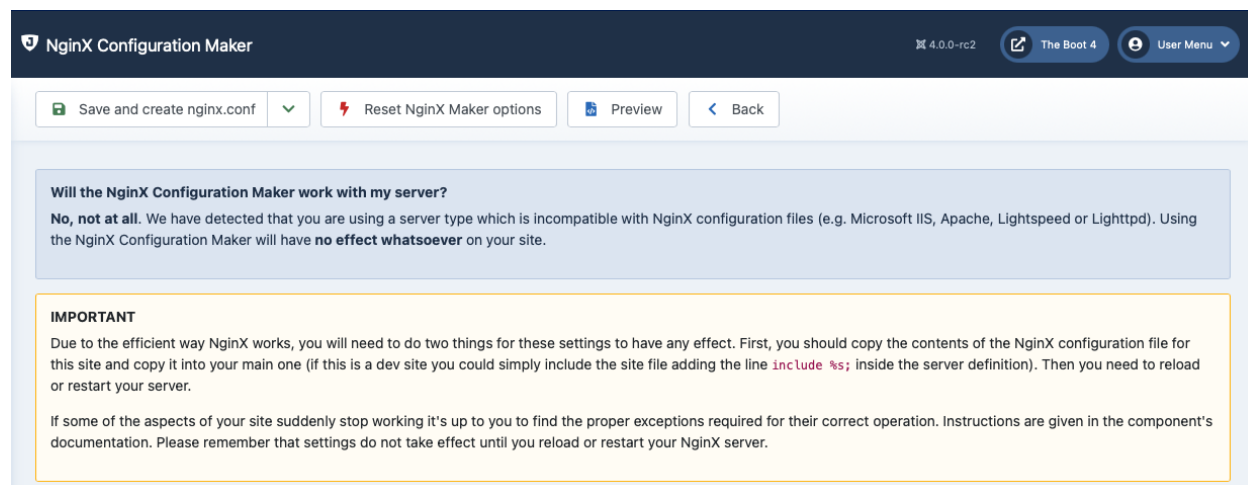 NginX Configuration Maker
4.0.0-rc2
The Boot 4
User Menu
Save and create nginx.conf
Reset NginX Maker options
Preview
Back
Will the NginX Configuration Maker work with my server?
No, not at all. We have detected that you are using a server type which is incompatible with NginX configuration files (e.g. Microsoft IIS, Apache, Lightspeed or Lighttpd). Using
the NginX Configuration Maker will have no effect whatsoever on your site.
IMPORTANT
Due to the efficient way NginX works, you will need to do two things for these settings to have any effect. First, you should copy the contents of the NginX configuration file for
this site and copy it into your main one (if this is a dev site you could simply include the site file adding the line include %s; inside the server definition). Then you need to reload
or restart your server.
If some of the aspects of your site suddenly stop working it's up to you to find the proper exceptions required for their correct operation. Instructions are given in the component's
documentation. Please remember that settings do not take effect until you reload or restart your NginX server.